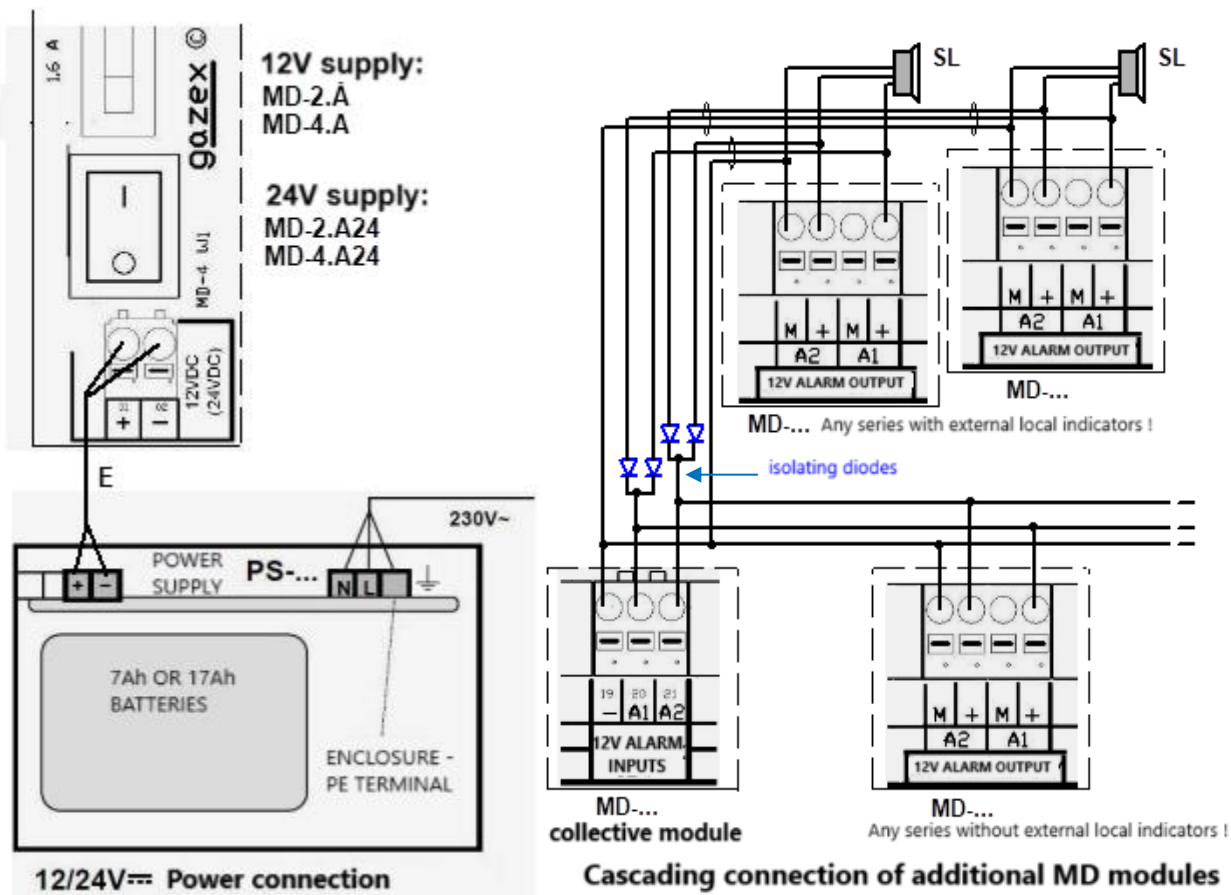 1.6 A
gazex ©
12V supply:
MD-2.A
MD-4.A
24V supply:
MD-2.A24
MD-4.A24
I
O
MD-4 W1
12VDC
(24VDC)
01 02
+ −
E
230V~
POWER
SUPPLY
PS-...
+ −
N L
7Ah OR 17Ah
BATTERIES
ENCLOSURE -
PE TERMINAL
12/24V⎓ Power connection
SL
SL
M + M +
A2 A1
12V ALARM OUTPUT
MD-...
M + M +
A2 A1
12V ALARM OUTPUT
MD-...
Any series with external local indicators !
isolating diodes
19 20 21
− A1 A2
12V ALARM
INPUTS
MD-...
collective module
M + M +
A2 A1
12V ALARM OUTPUT
MD-...
Any series without external local indicators !
Cascading connection of additional MD modules